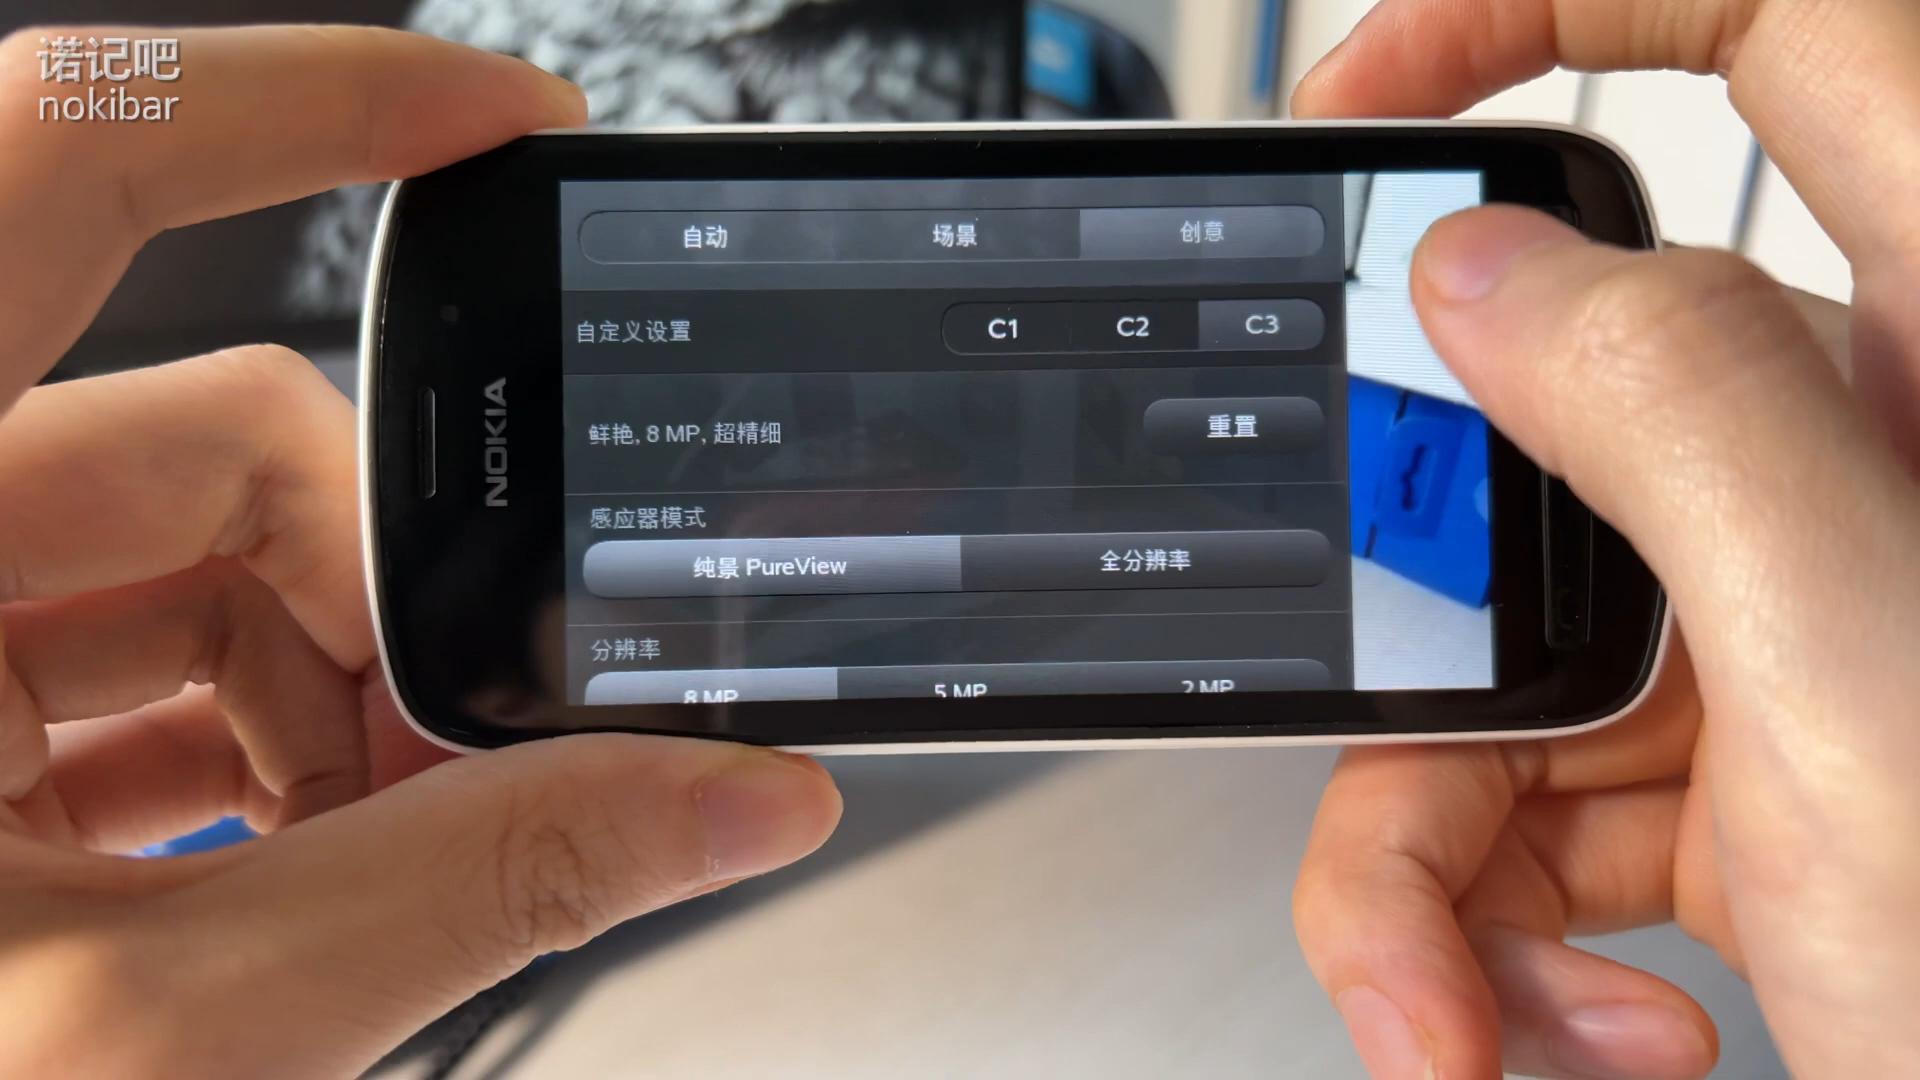 诺记吧
nokibar
NOKIA
自动 场景 创意
自定义设置 C1 C2 C3
鲜艳, 8 MP, 超精细 重置
感应器模式
纯景 PureView 全分辨率
分辨率
8 MP 5 MP 2 MP